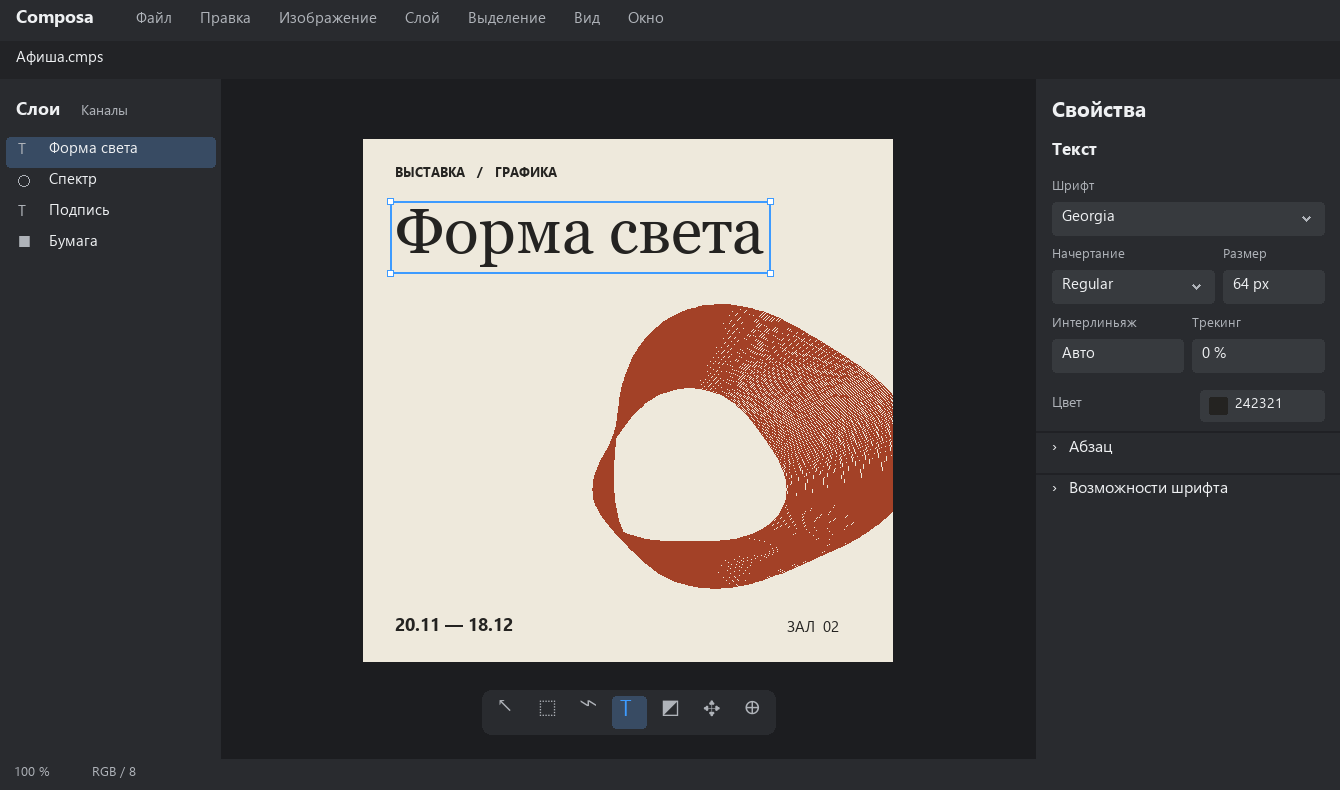 Composa Файл Правка Изображение Слой Выделение Вид Окно
Афиша.cmps
Слои Каналы
T Форма света
Спектр
T Подпись
Бумага
ВЫСТАВКА / ГРАФИКА
Форма света
20.11 — 18.12 ЗАЛ 02
T
Свойства
Текст
Шрифт
Georgia
Начертание Размер
Regular 64 px
Интерлиньяж Трекинг
Авто 0 %
Цвет 242321
› Абзац
› Возможности шрифта
100 % RGB / 8